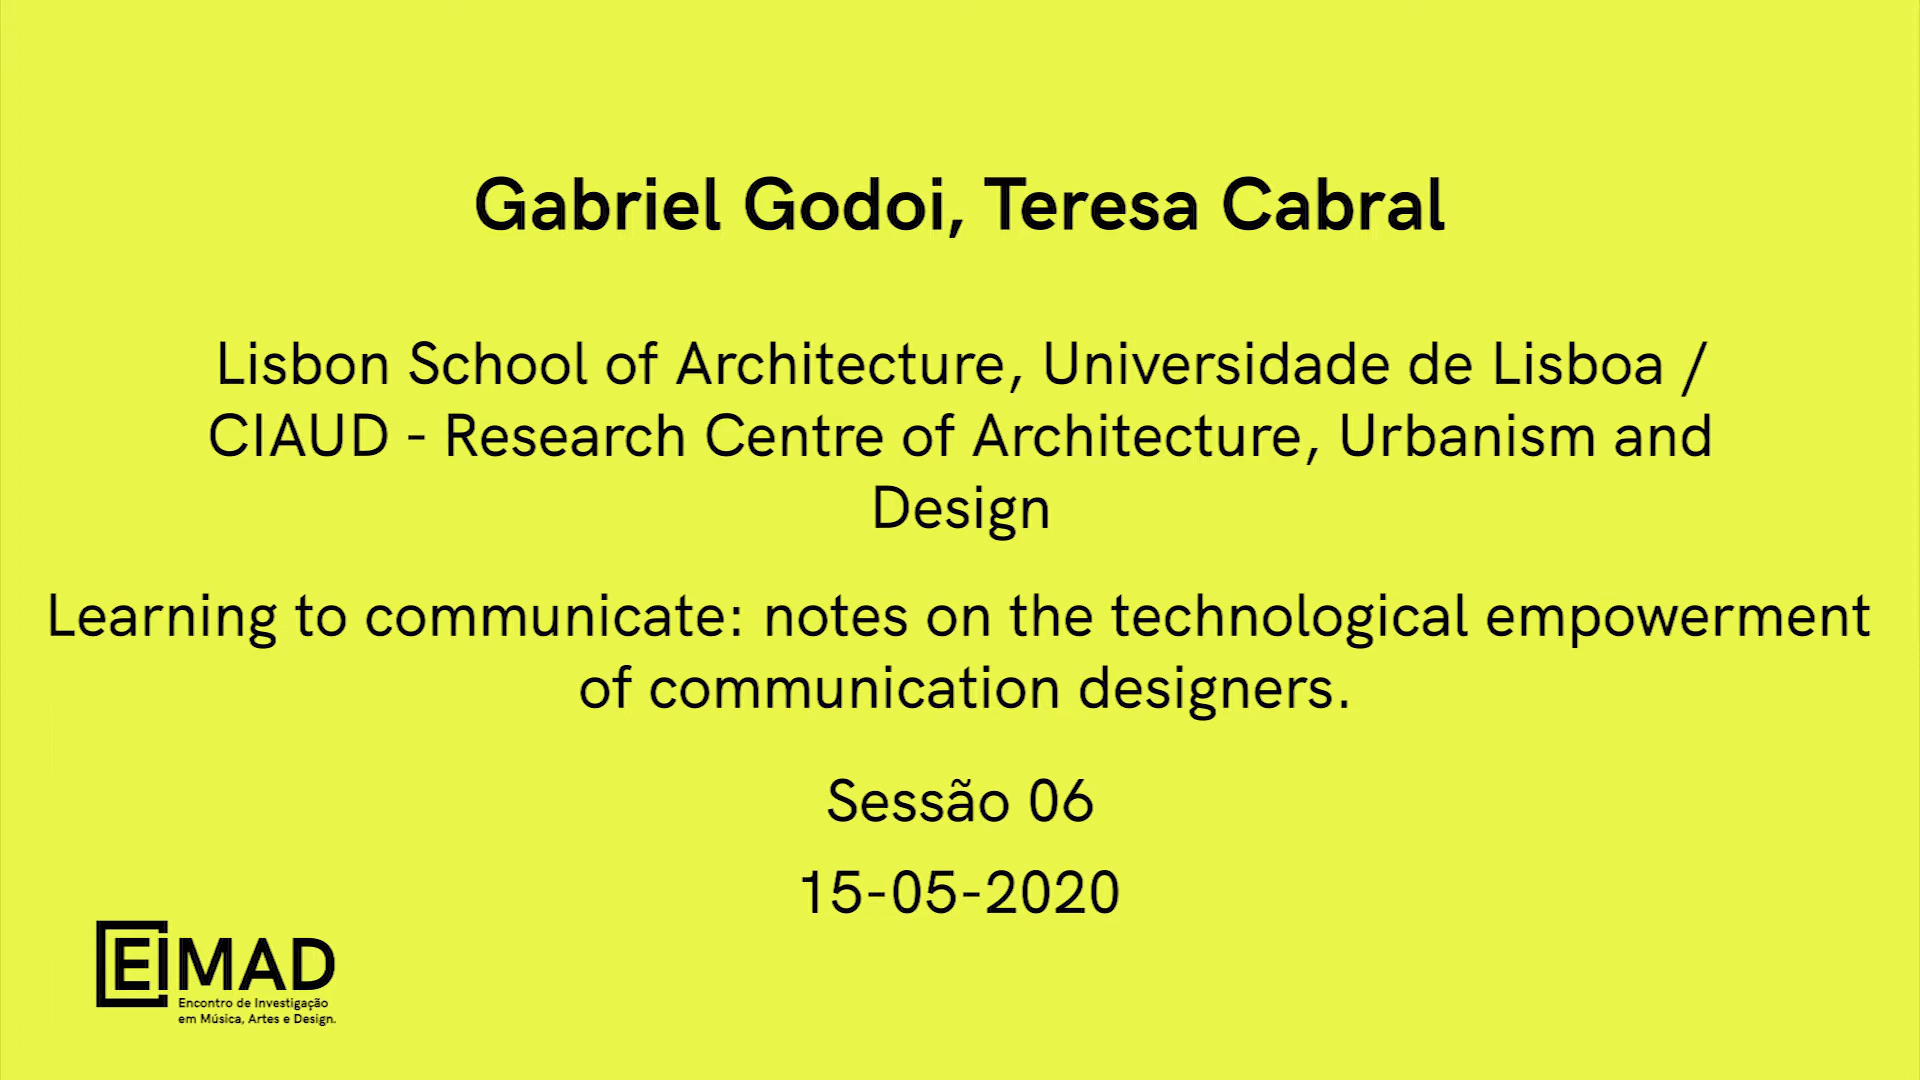 Gabriel Godoi, Teresa Cabral
Lisbon School of Architecture, Universidade de Lisboa /
CIAUD - Research Centre of Architecture, Urbanism and
Design
Learning to communicate: notes on the technological empowerment
of communication designers.
Sessão 06
15-05-2020
EIMAD
Encontro de Investigação
em Música, Artes e Design.